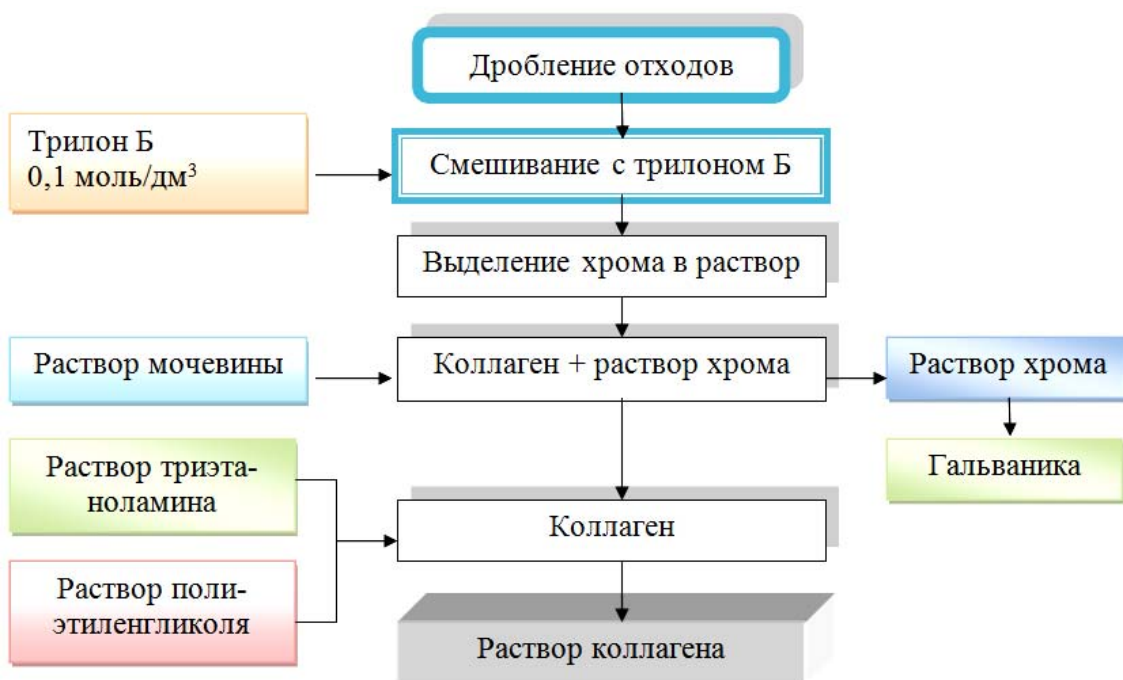 Дробление отходов
Трилон Б
0,1 моль/дм³
Смешивание с трилоном Б
Выделение хрома в раствор
Раствор мочевины
Коллаген + раствор хрома
Раствор хрома
Гальваника
Раствор триэта-
ноламина
Коллаген
Раствор поли-
этиленгликоля
Раствор коллагена